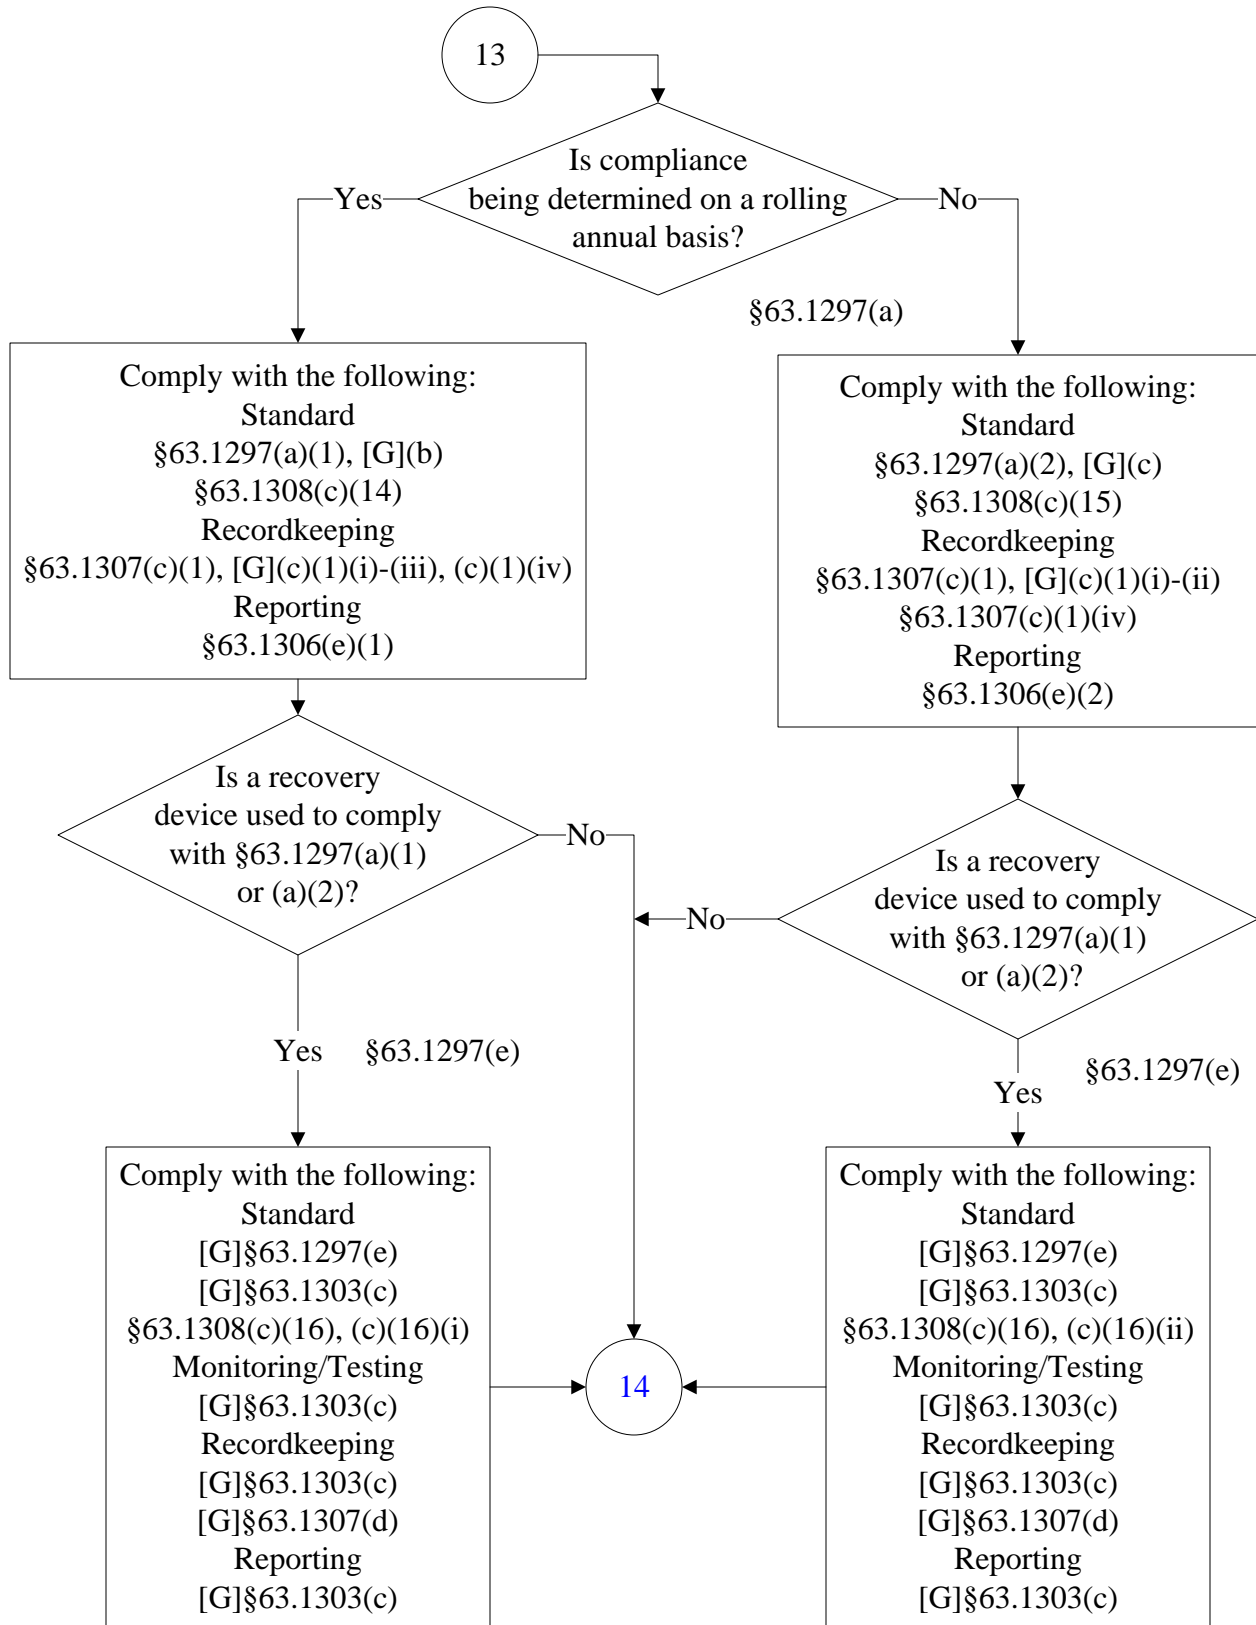 13
Is compliance
being determined on a rolling
annual basis?
Yes
No
§63.1297(a)
Comply with the following:
Standard
§63.1297(a)(1), [G](b)
§63.1308(c)(14)
Recordkeeping
§63.1307(c)(1), [G](c)(1)(i)-(iii), (c)(1)(iv)
Reporting
§63.1306(e)(1)
Comply with the following:
Standard
§63.1297(a)(2), [G](c)
§63.1308(c)(15)
Recordkeeping
§63.1307(c)(1), [G](c)(1)(i)-(ii)
§63.1307(c)(1)(iv)
Reporting
§63.1306(e)(2)
Is a recovery
device used to comply
with §63.1297(a)(1)
or (a)(2)?
No
Is a recovery
device used to comply
with §63.1297(a)(1)
or (a)(2)?
No
Yes
§63.1297(e)
Yes
§63.1297(e)
Comply with the following:
Standard
[G]§63.1297(e)
[G]§63.1303(c)
§63.1308(c)(16), (c)(16)(i)
Monitoring/Testing
[G]§63.1303(c)
Recordkeeping
[G]§63.1303(c)
[G]§63.1307(d)
Reporting
[G]§63.1303(c)
14
Comply with the following:
Standard
[G]§63.1297(e)
[G]§63.1303(c)
§63.1308(c)(16), (c)(16)(ii)
Monitoring/Testing
[G]§63.1303(c)
Recordkeeping
[G]§63.1303(c)
[G]§63.1307(d)
Reporting
[G]§63.1303(c)